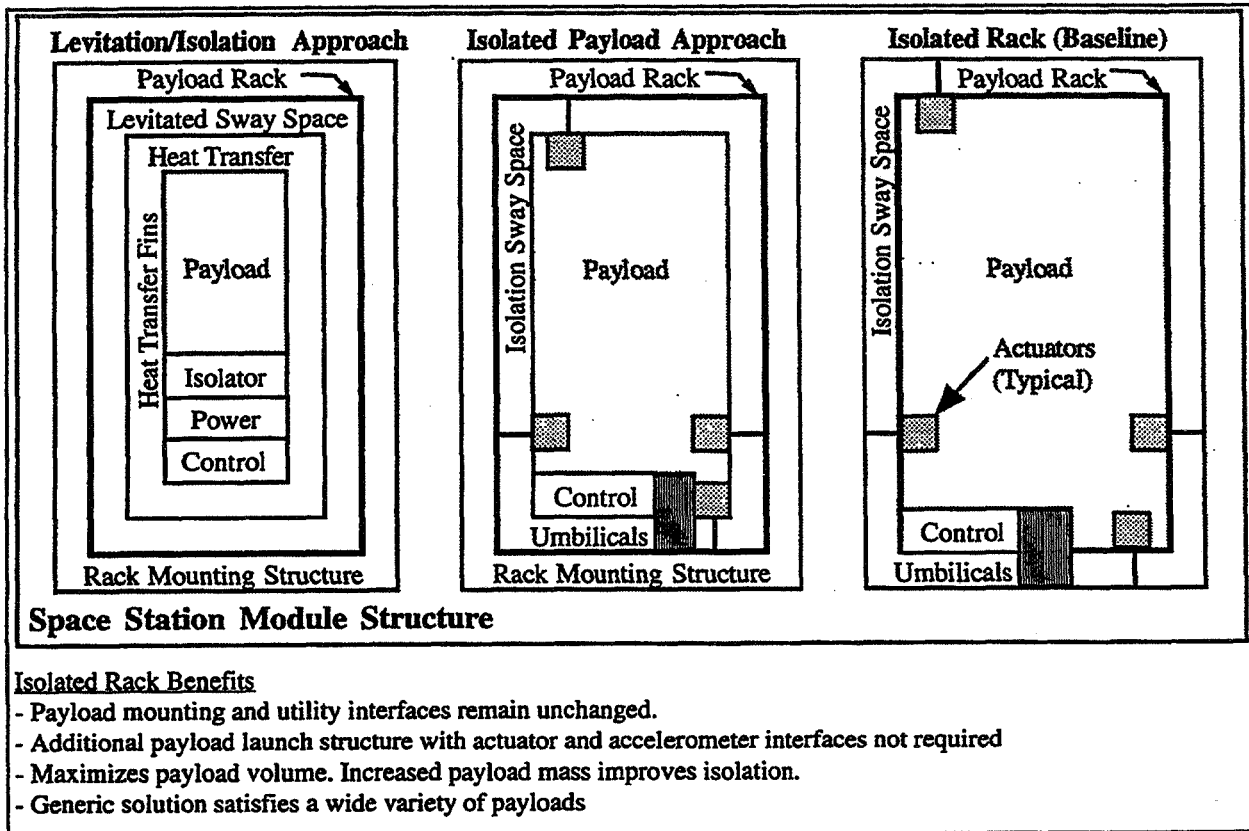 Levitation/Isolation Approach
Payload Rack
Levitated Sway Space
Heat Transfer
Heat Transfer Fins
Payload
Isolator
Power
Control
Rack Mounting Structure
Isolated Payload Approach
Payload Rack
Isolation Sway Space
Payload
Control
Umbilicals
Rack Mounting Structure
Isolated Rack (Baseline)
Payload Rack
Isolation Sway Space
Payload
Actuators
(Typical)
Control
Umbilicals
Space Station Module Structure
Isolated Rack Benefits
- Payload mounting and utility interfaces remain unchanged.
- Additional payload launch structure with actuator and accelerometer interfaces not required
- Maximizes payload volume. Increased payload mass improves isolation.
- Generic solution satisfies a wide variety of payloads